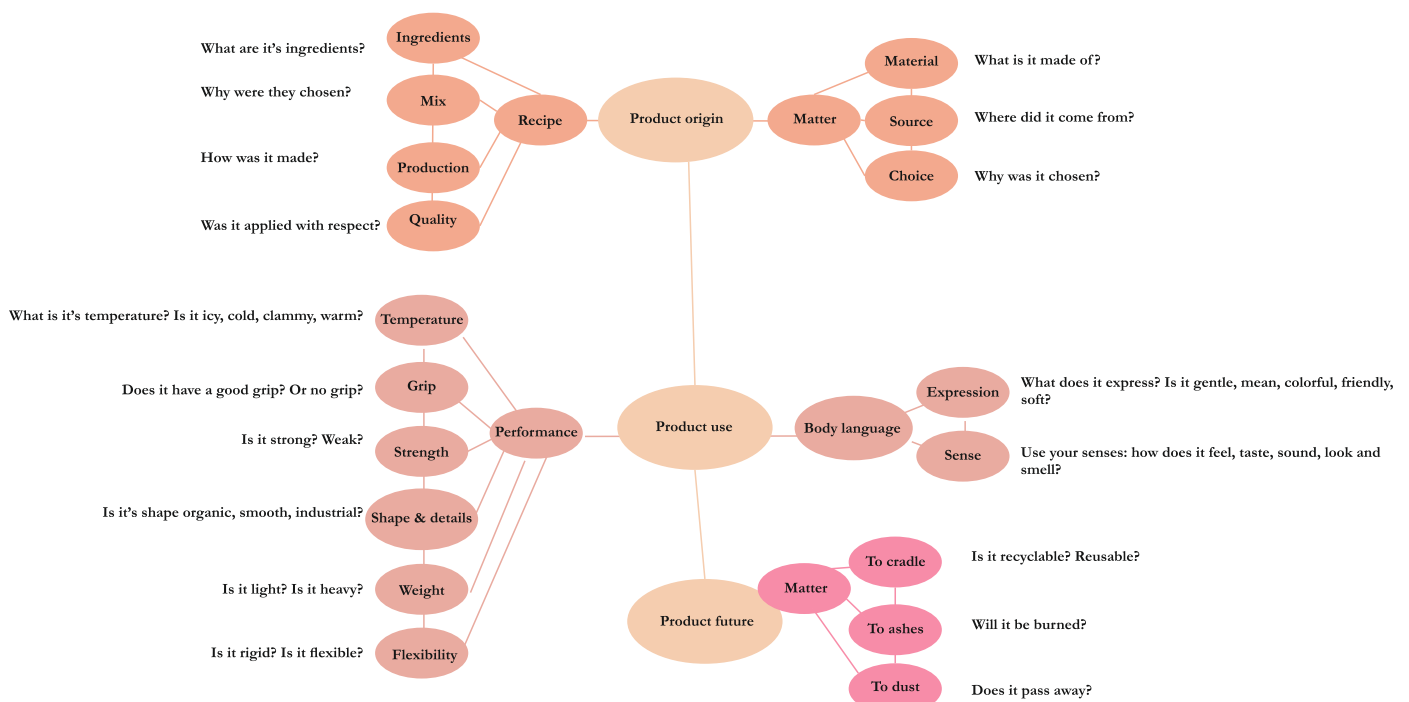 Ingredients
What are it's ingredients?
Mix
Why were they chosen?
Recipe
Production
How was it made?
Quality
Was it applied with respect?
Product origin
Matter
Material
What is it made of?
Source
Where did it come from?
Choice
Why was it chosen?
Temperature
What is it's temperature? Is it icy, cold, clammy, warm?
Grip
Does it have a good grip? Or no grip?
Performance
Strength
Is it strong? Weak?
Shape & details
Is it's shape organic, smooth, industrial?
Weight
Is it light? Is it heavy?
Flexibility
Is it rigid? Is it flexible?
Product use
Body language
Expression
What does it express? Is it gentle, mean, colorful, friendly,
soft?
Sense
Use your senses: how does it feel, taste, sound, look and
smell?
Product future
Matter
To cradle
Is it recyclable? Reusable?
To ashes
Will it be burned?
To dust
Does it pass away?